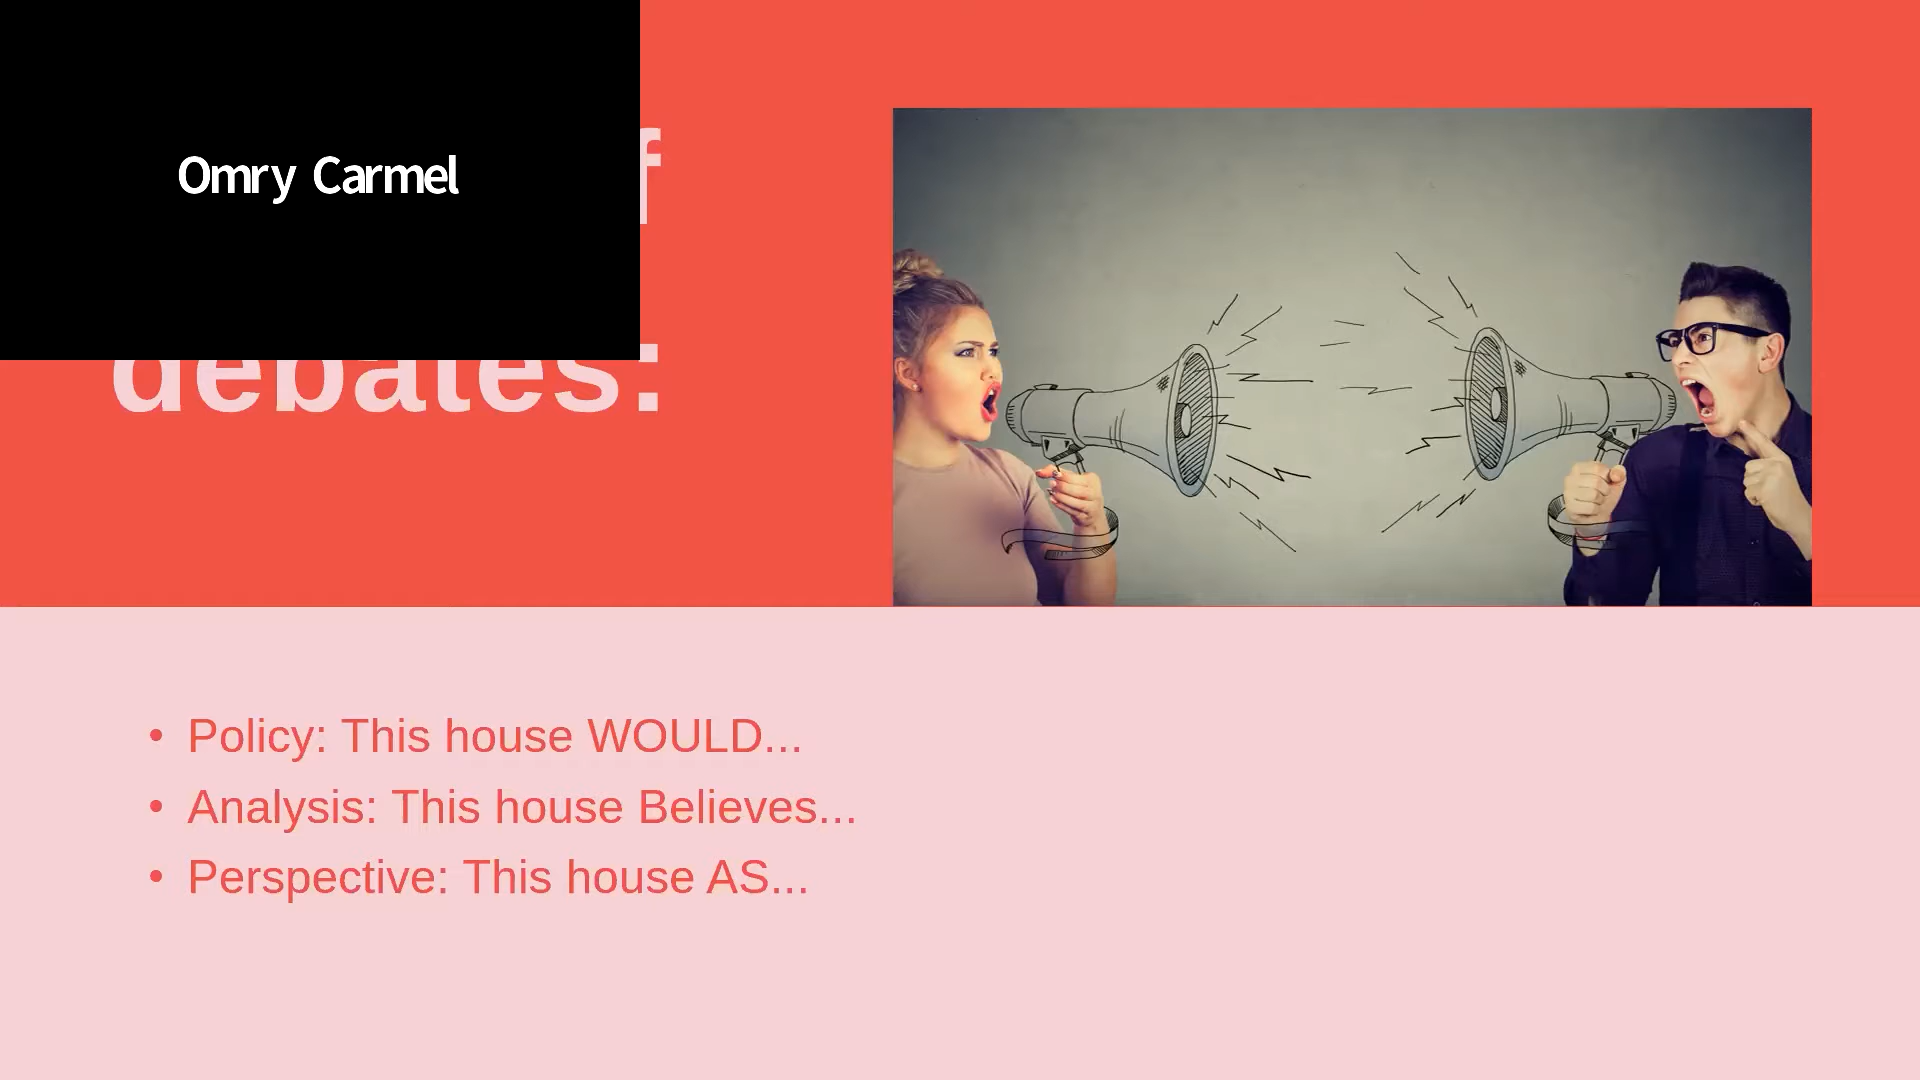 Omry Carmel
debates:
• Policy: This house WOULD...
• Analysis: This house Believes...
• Perspective: This house AS...